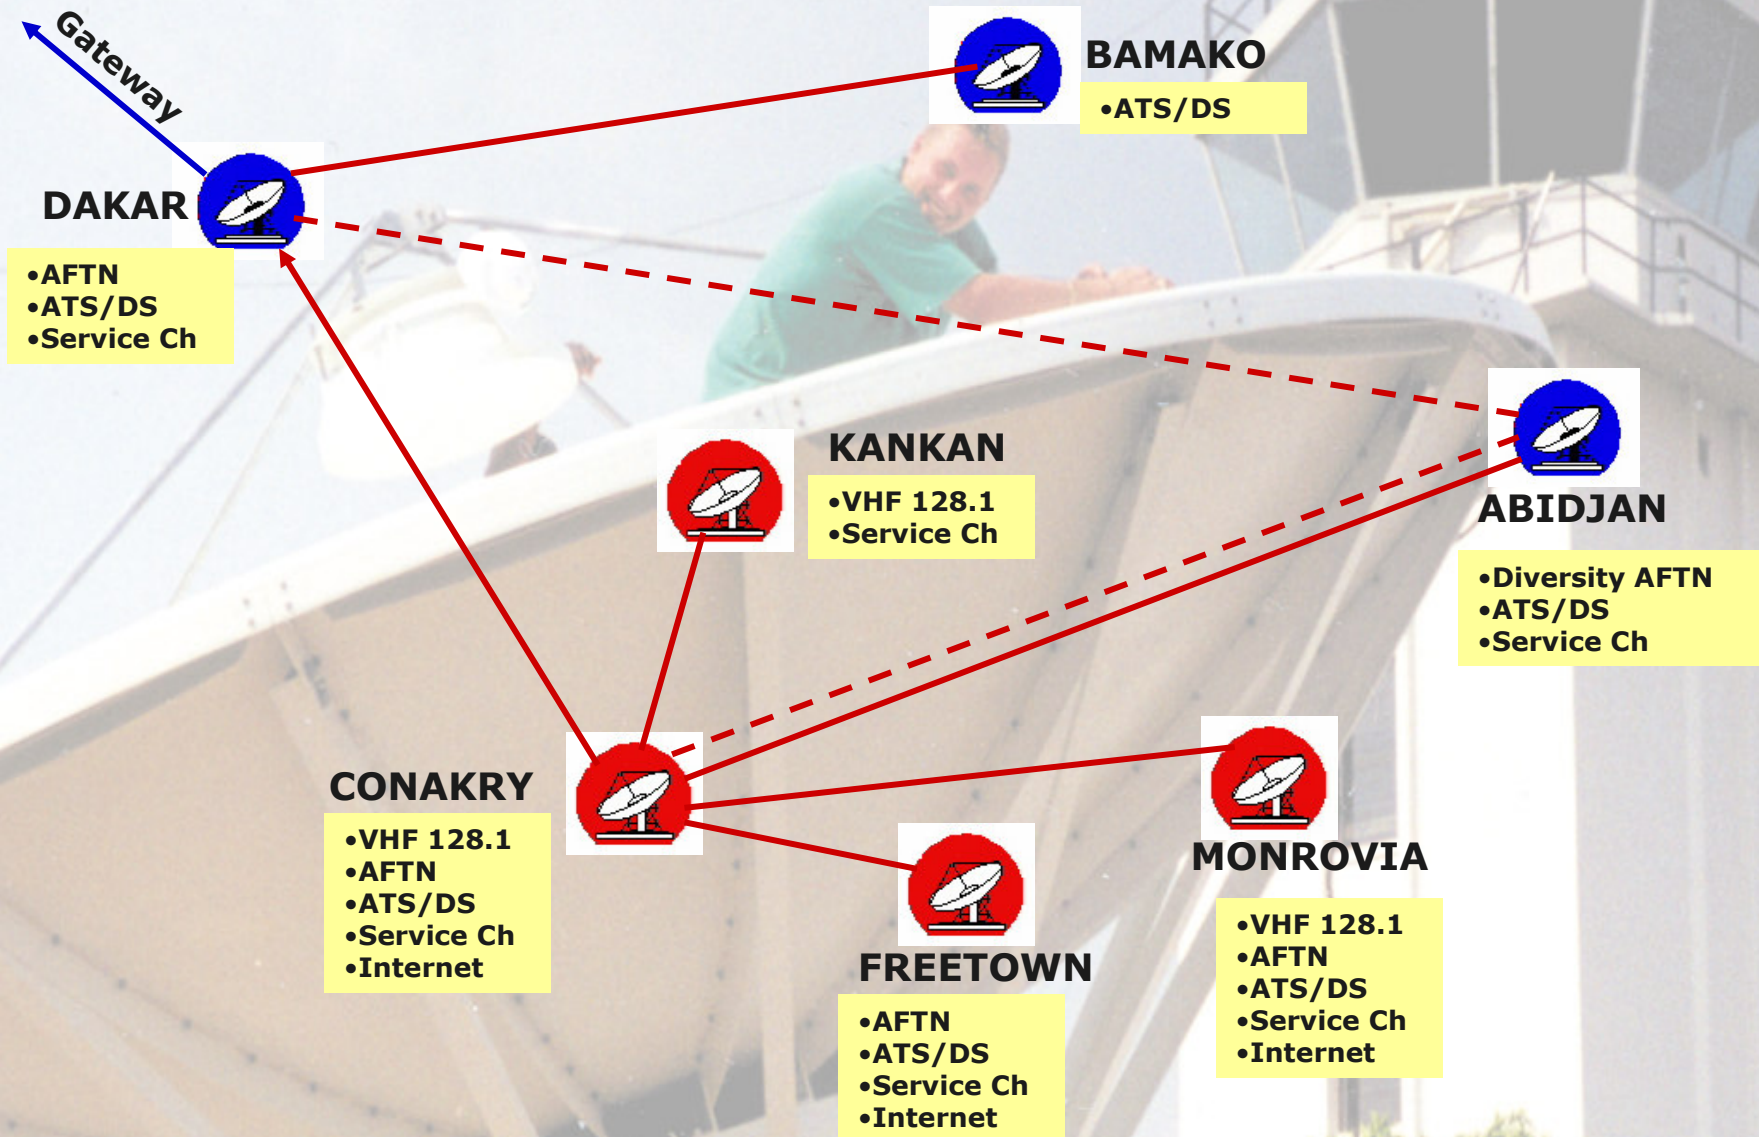 Gateway
BAMAKO
•ATS/DS
DAKAR
•AFTN
•ATS/DS
•Service Ch
KANKAN
•VHF 128.1
•Service Ch
ABIDJAN
•Diversity AFTN
•ATS/DS
•Service Ch
CONAKRY
•VHF 128.1
•AFTN
•ATS/DS
•Service Ch
•Internet
FREETOWN
•AFTN
•ATS/DS
•Service Ch
•Internet
MONROVIA
•VHF 128.1
•AFTN
•ATS/DS
•Service Ch
•Internet